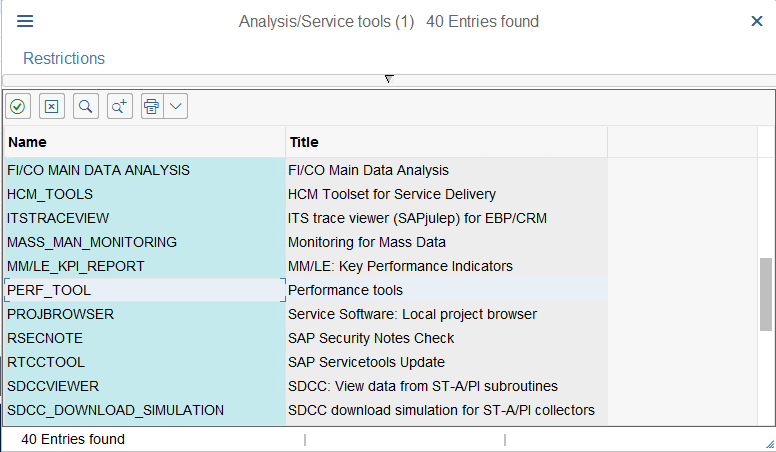 Analysis/Service tools (1) 40 Entries found
Restrictions
Name Title
FI/CO MAIN DATA ANALYSIS FI/CO Main Data Analysis
HCM_TOOLS HCM Toolset for Service Delivery
ITSTRACEVIEW ITS trace viewer (SAPjulep) for EBP/CRM
MASS_MAN_MONITORING Monitoring for Mass Data
MM/LE_KPI_REPORT MM/LE: Key Performance Indicators
PERF_TOOL Performance tools
PROJBROWSER Service Software: Local project browser
RSECNOTE SAP Security Notes Check
RTCCTOOL SAP Servicetools Update
SDCCVIEWER SDCC: View data from ST-A/PI subroutines
SDCC_DOWNLOAD_SIMULATION SDCC download simulation for ST-A/PI collectors
40 Entries found